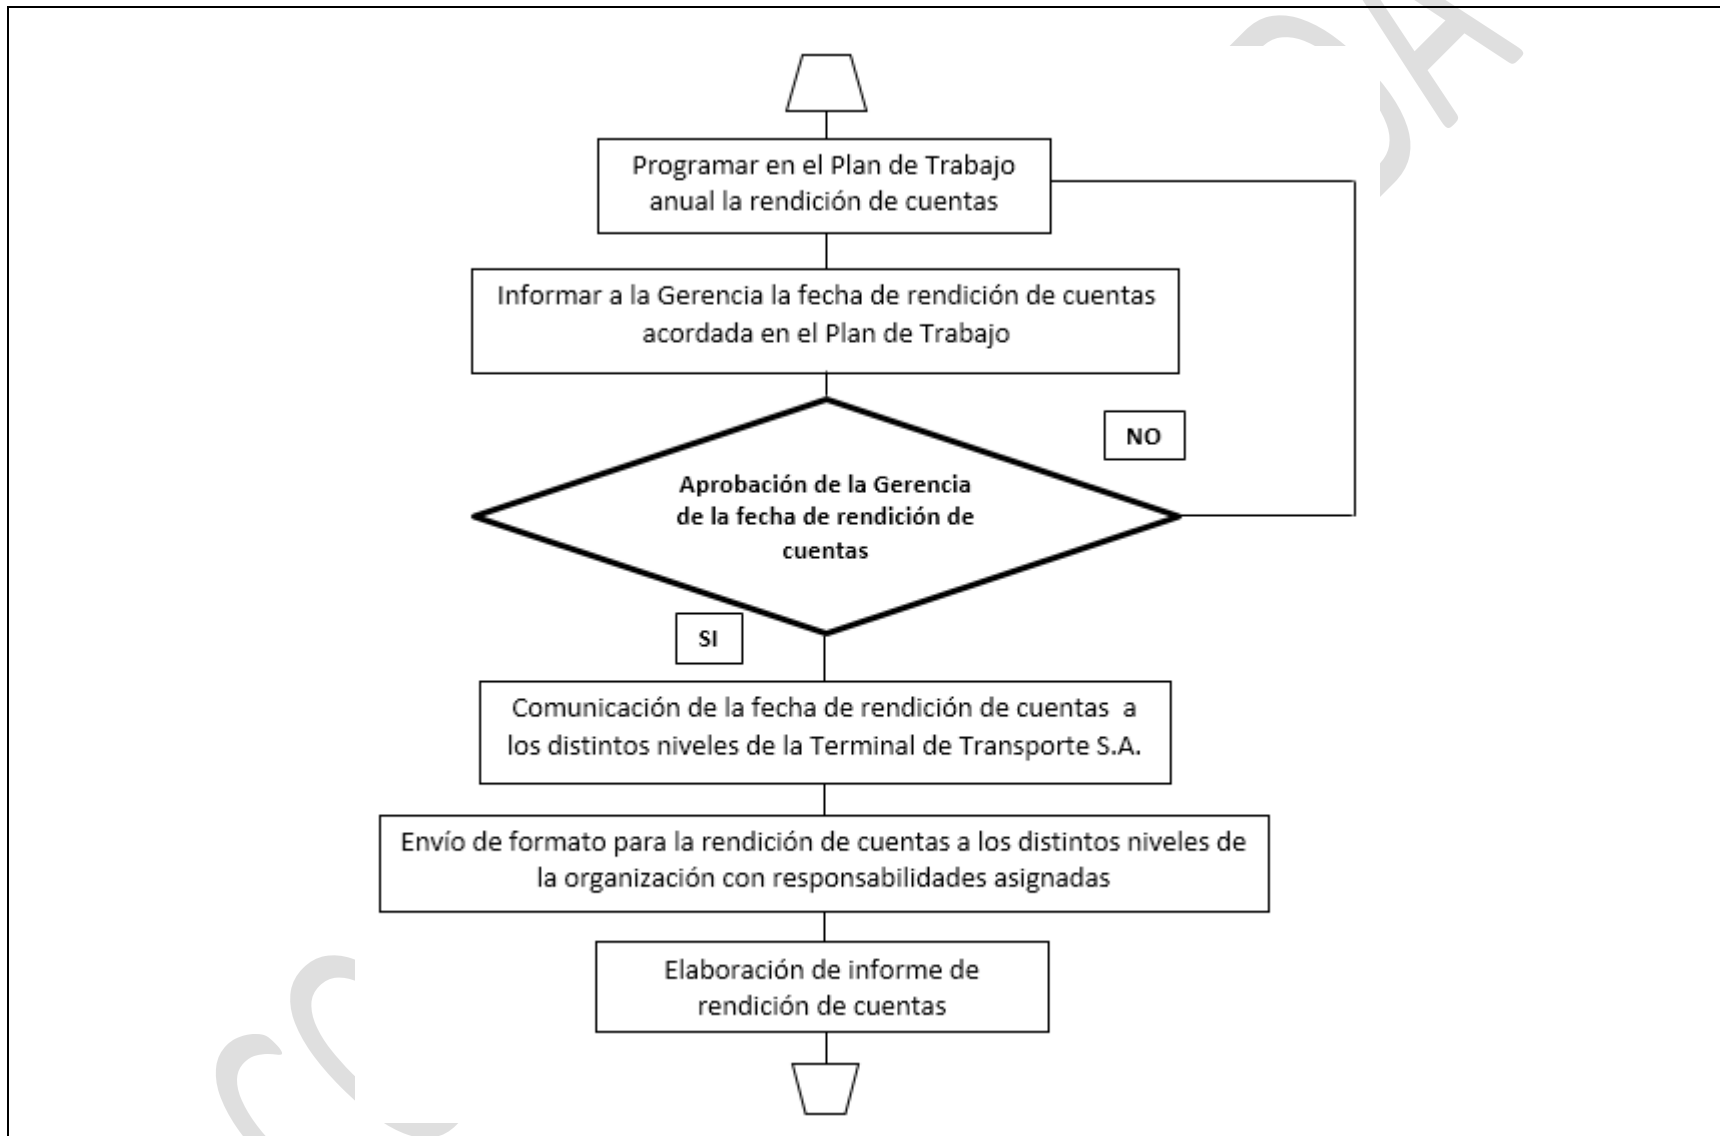 Programar en el Plan de Trabajo
anual la rendición de cuentas
Informar a la Gerencia la fecha de rendición de cuentas
acordada en el Plan de Trabajo
NO
Aprobación de la Gerencia
de la fecha de rendición de
cuentas
SI
Comunicación de la fecha de rendición de cuentas a
los distintos niveles de la Terminal de Transporte S.A.
Envío de formato para la rendición de cuentas a los distintos niveles de
la organización con responsabilidades asignadas
Elaboración de informe de
rendición de cuentas